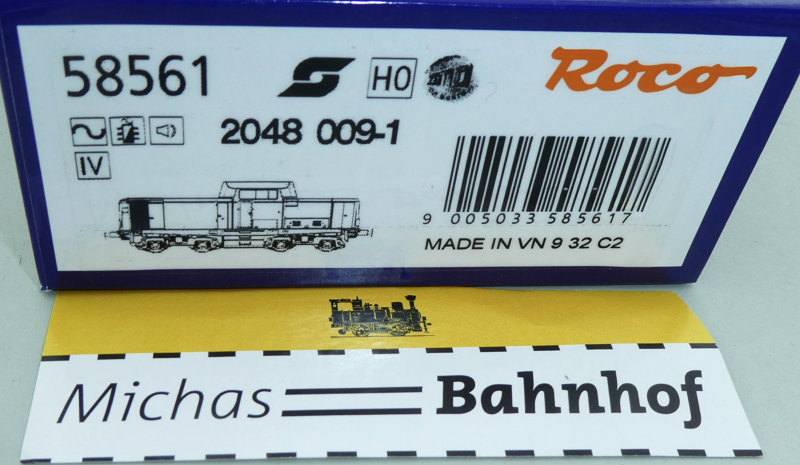 58561 H0 Roco
2048 009-1
IV
9 005033 585617
MADE IN VN 9 32 C2
Michas Bahnhof